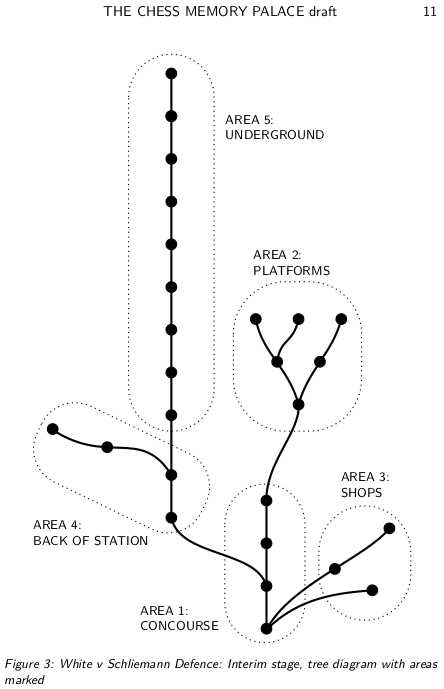 THE CHESS MEMORY PALACE draft
11
AREA 5:
UNDERGROUND
AREA 2:
PLATFORMS
AREA 3:
SHOPS
AREA 4:
BACK OF STATION
AREA 1:
CONCOURSE
Figure 3: White v Schliemann Defence: Interim stage, tree diagram with areas
marked